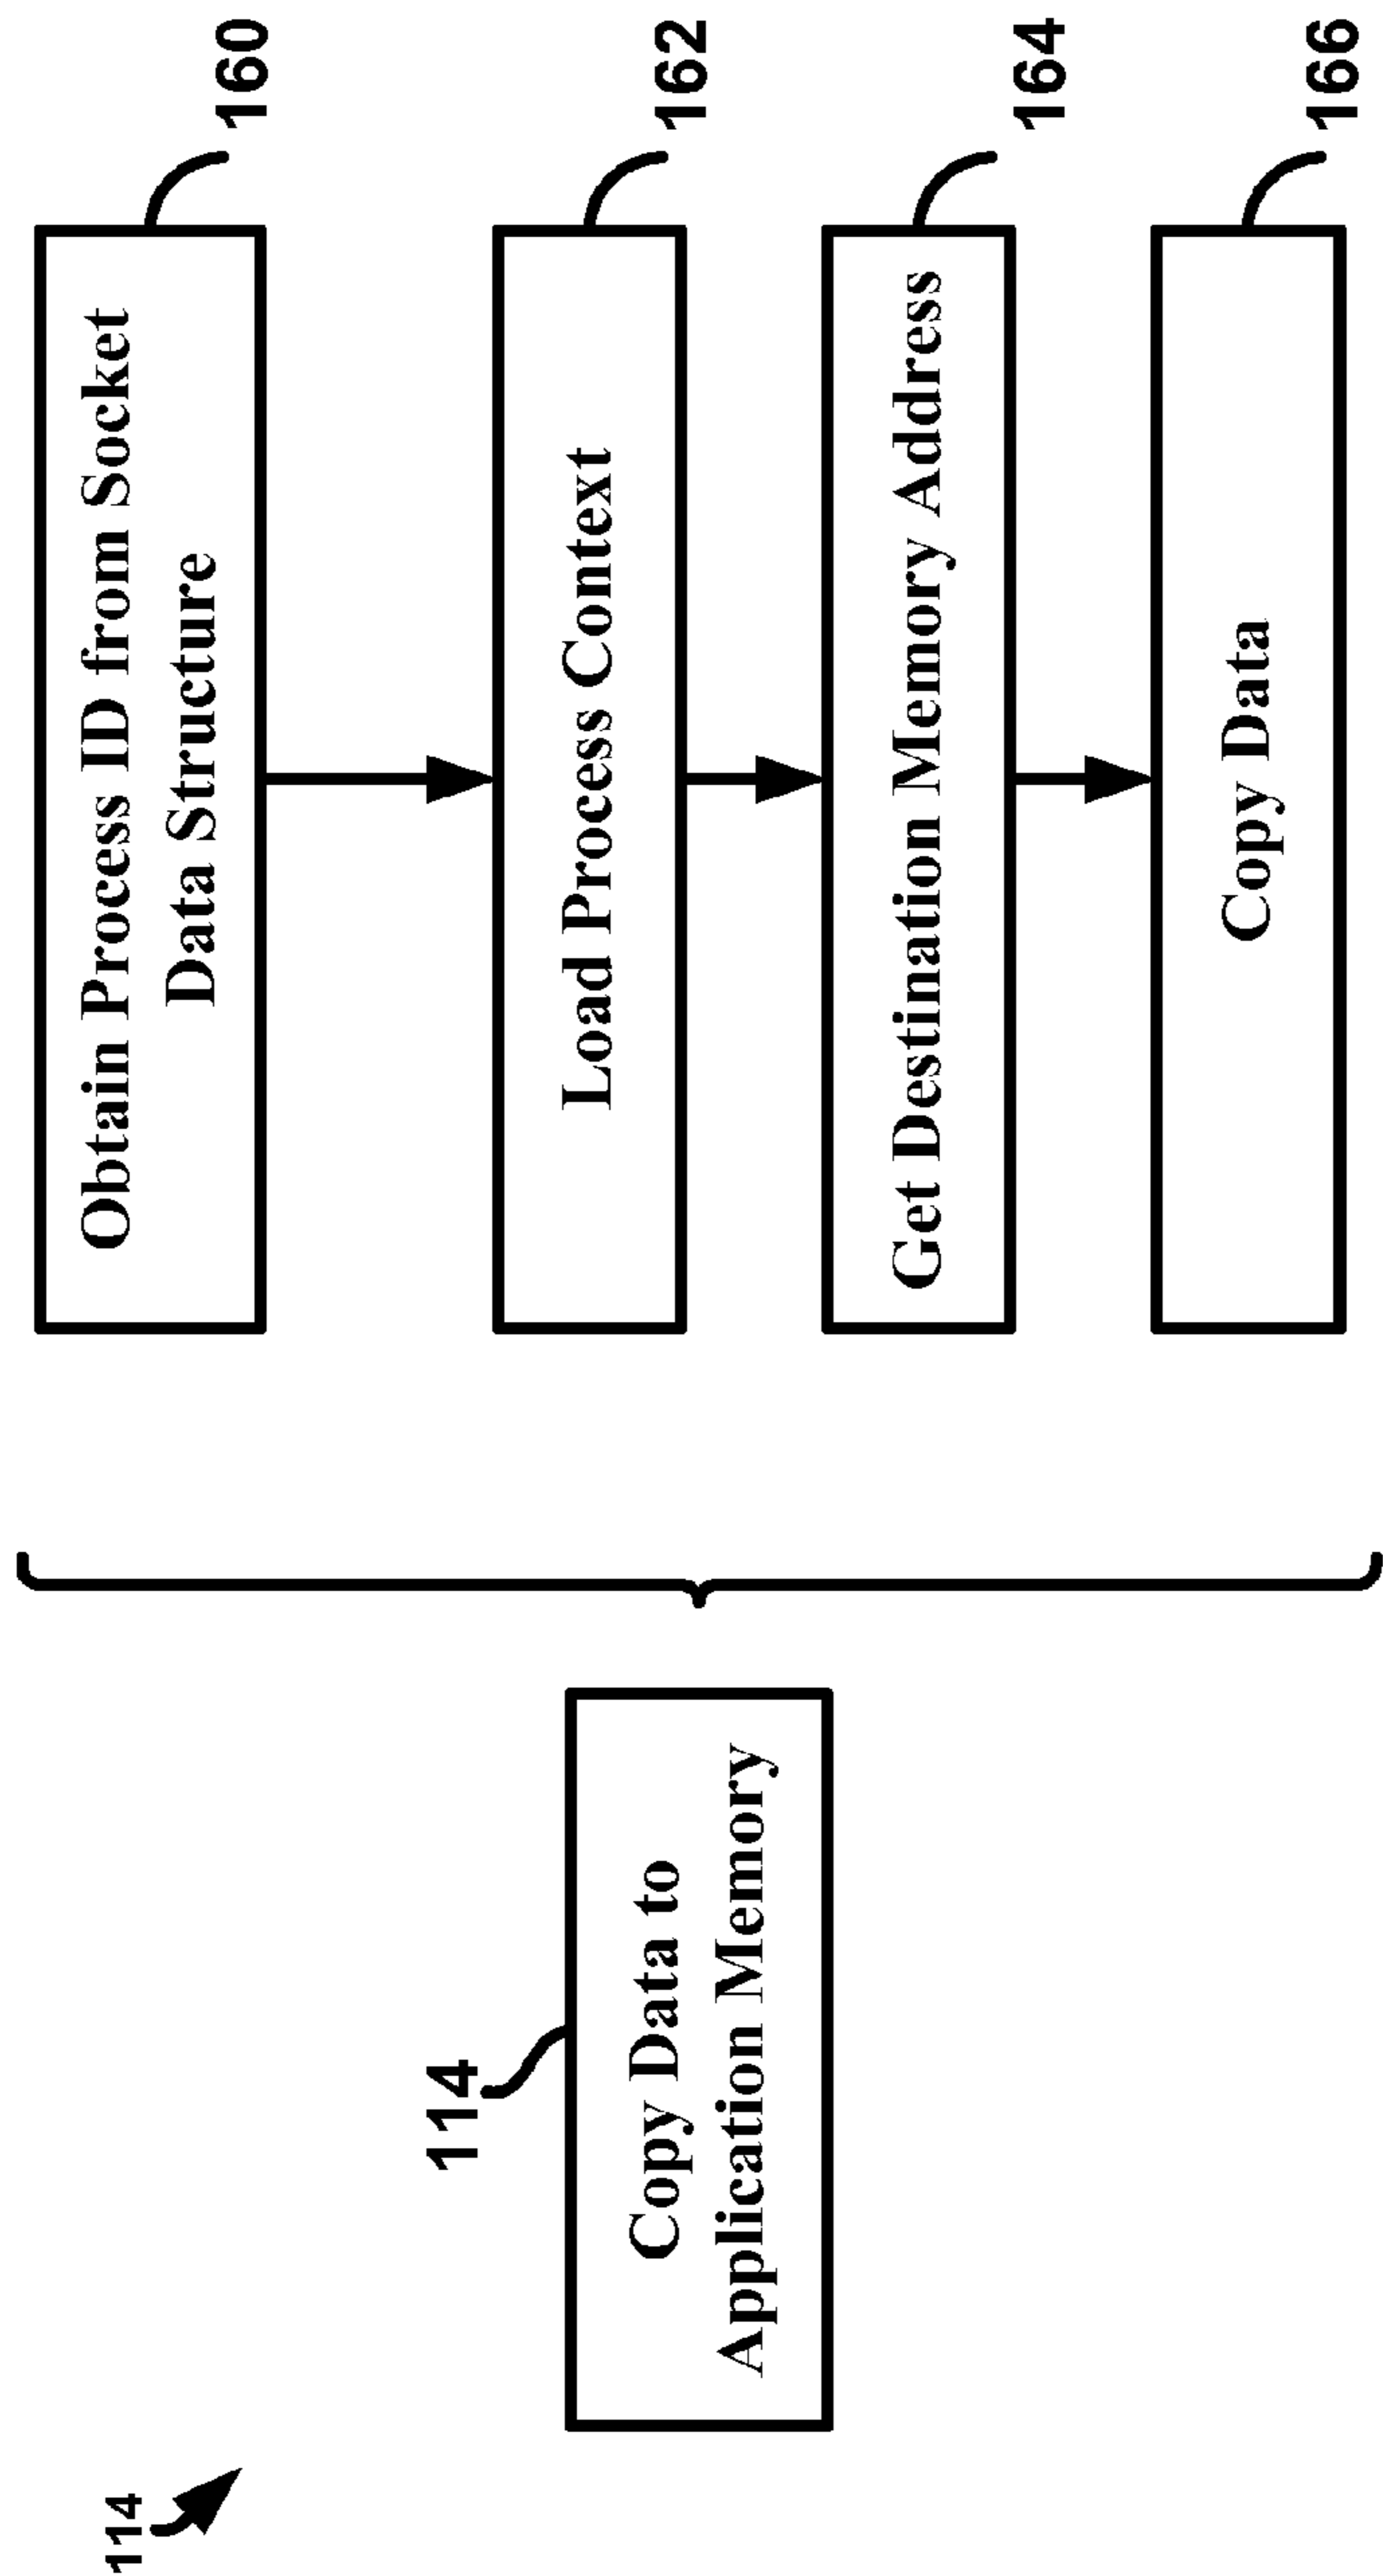 114
114
Copy Data to
Application Memory
Obtain Process ID from Socket
Data Structure
160
Load Process Context
162
Get Destination Memory Address
164
Copy Data
166